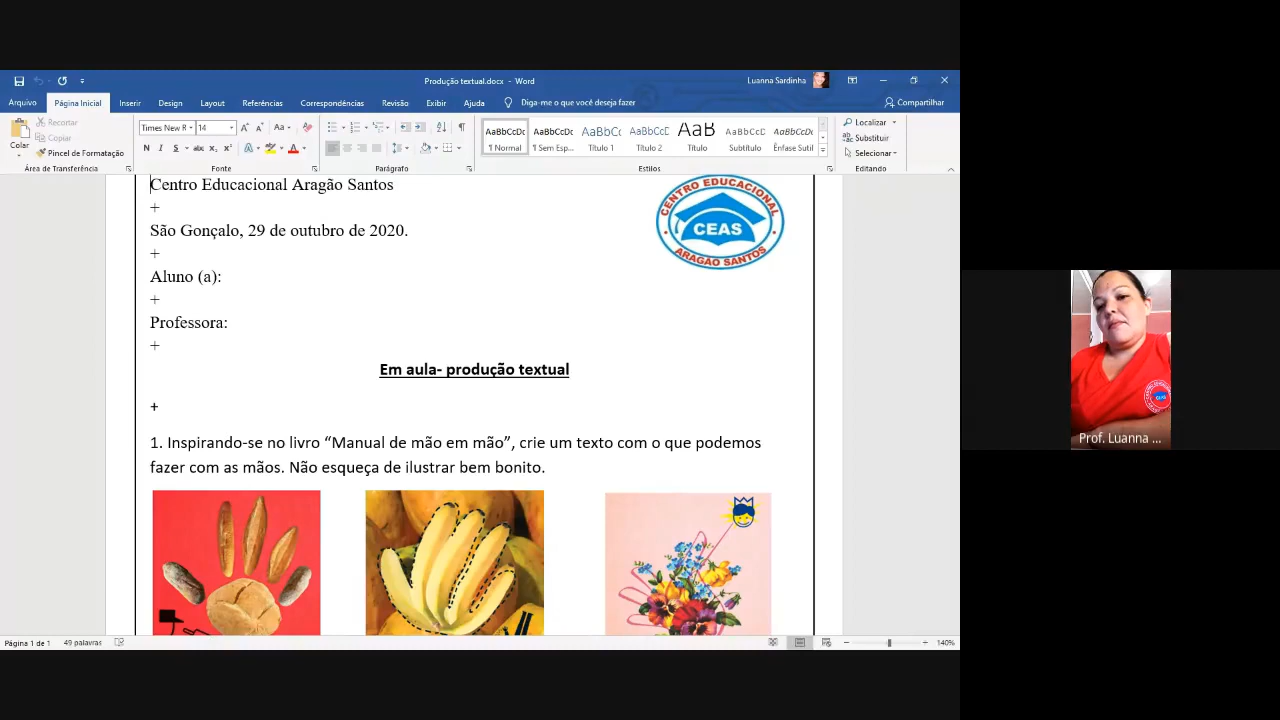 Produção textual.docx - Word
Luanna Sardinha
Arquivo
Página Inicial
Inserir
Design
Layout
Referências
Correspondências
Revisão
Exibir
Ajuda
Diga-me o que você deseja fazer
Compartilhar
Colar
Recortar
Copiar
Pincel de Formatação
Área de Transferência
Times New R
14
Aa
N I S abc x₂ x²
Fonte
Parágrafo
AaBbCcDc
¶ Normal
AaBbCcDc
¶ Sem Esp...
AaBbCc
Título 1
AaBbCcD
Título 2
AaB
Título
AaBbCcD
Subtítulo
AaBbCcDc
Ênfase Sutil
Estilos
Localizar
Substituir
Selecionar
Editando
Centro Educacional Aragão Santos
+
São Gonçalo, 29 de outubro de 2020.
+
Aluno (a):
+
Professora:
+
CENTRO EDUCACIONAL
CEAS
ARAGÃO SANTOS
Em aula- produção textual
+
1. Inspirando-se no livro “Manual de mão em mão”, crie um texto com o que podemos
fazer com as mãos. Não esqueça de ilustrar bem bonito.
Página 1 de 1
49 palavras
140%
CEAS
Prof. Luanna ...